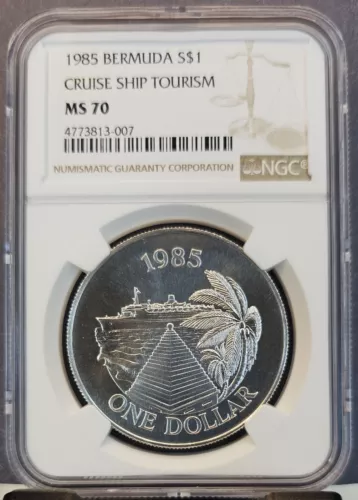 1985 BERMUDA S$1
CRUISE SHIP TOURISM
MS 70
4773813-007
NUMISMATIC GUARANTY CORPORATION
NGC®
1985
ONE DOLLAR